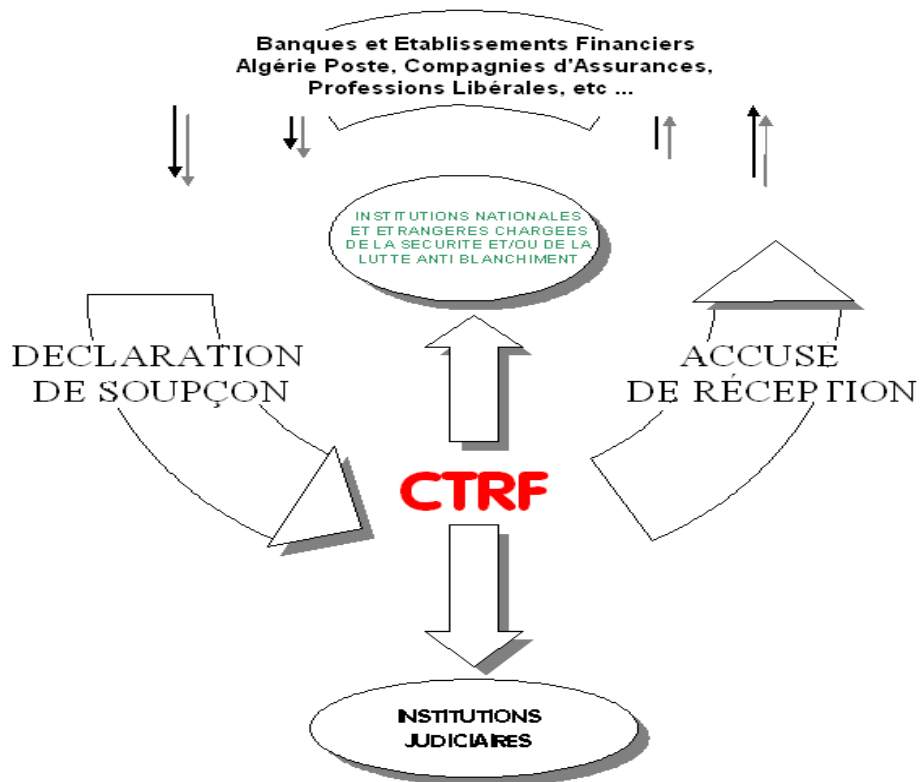 Banques et Etablissements Financiers
Algérie Poste, Compagnies d'Assurances,
Professions Libérales, etc ...
INSTITUTIONS NATIONALES
ET ETRANGERES CHARGEES
DE LA SECURITE ET/OU DE LA
LUTTE ANTI BLANCHIMENT
DECLARATION
DE SOUPÇON
ACCUSE
DE RÉCEPTION
CTRF
INSTITUTIONS
JUDICIAIRES